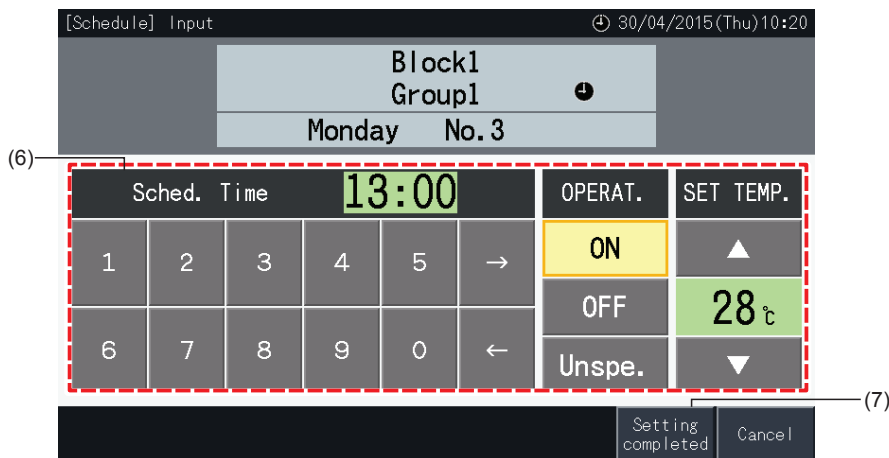 [Schedule] Input 30/04/2015(Thu)10:20
Block1
Group1
Monday No.3
(6)
Sched. Time 13:00 OPERAT. SET TEMP.
1 2 3 4 5 → ON ▲
OFF 28℃
6 7 8 9 0 ← Unspe. ▼
(7)
Setting completed Cancel